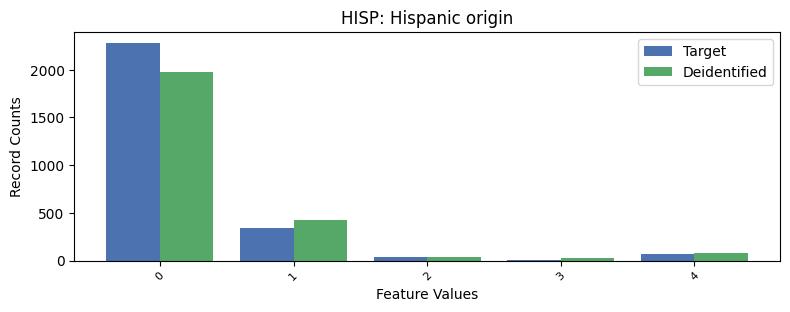 HISP: Hispanic origin
Target
Deidentified
Record Counts
2000
1500
1000
500
0
0
1
2
3
4
Feature Values